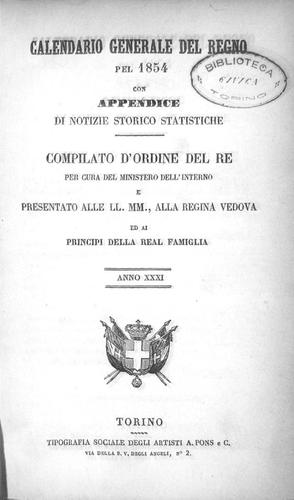 CALENDARIO GENERALE DEL REGNO
PEL 1854
CON
APPENDICE
DI NOTIZIE STORICO STATISTICHE
COMPILATO D'ORDINE DEL RE
PER CURA DEL MINISTERO DELL'INTERNO
E
PRESENTATO ALLE LL. MM., ALLA REGINA VEDOVA
ED AI
PRINCIPI DELLA REAL FAMIGLIA
ANNO XXXI
TORINO
TIPOGRAFIA SOCIALE DEGLI ARTISTI A. PONS e C.
VIA DELLA B. V. DEGLI ANGELI, N° 2.
BIBLIOTECA
CIVICA
TORINO